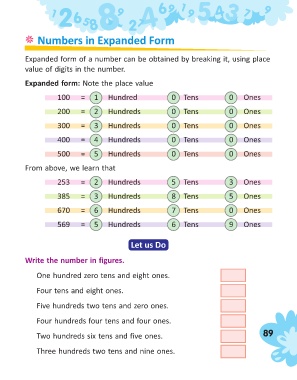 Numbers in Expanded Form
Expanded form of a number can be obtained by breaking it, using place
value of digits in the number.
Expanded form: Note the place value
100 = 1 Hundred 0 Tens 0 Ones
200 = 2 Hundreds 0 Tens 0 Ones
300 = 3 Hundreds 0 Tens 0 Ones
400 = 4 Hundreds 0 Tens 0 Ones
500 = 5 Hundreds 0 Tens 0 Ones
From above, we learn that
253 = 2 Hundreds 5 Tens 3 Ones
385 = 3 Hundreds 8 Tens 5 Ones
670 = 6 Hundreds 7 Tens 0 Ones
569 = 5 Hundreds 6 Tens 9 Ones
Let us Do
Write the number in figures.
One hundred zero tens and eight ones.
Four tens and eight ones.
Five hundreds two tens and zero ones.
Four hundreds four tens and four ones.
Two hundreds six tens and five ones.
Three hundreds two tens and nine ones.
89